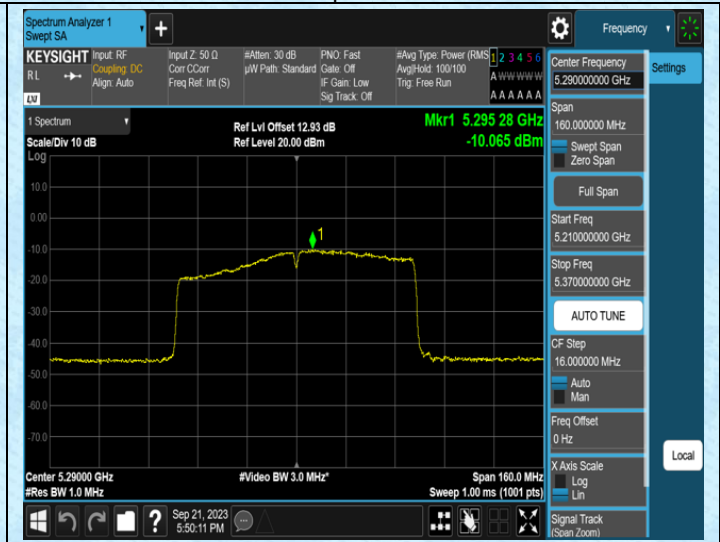 Spectrum Analyzer 1
Swept SA
+
Frequency
KEYSIGHT
RL
LXI
Input: RF
Coupling: DC
Align: Auto
Input Z: 50 Ω
Corr CCorr
Freq Ref: Int (S)
#Atten: 30 dB
µW Path: Standard
PNO: Fast
Gate: Off
IF Gain: Low
Sig Track: Off
#Avg Type: Power (RMS
Avg|Hold: 100/100
Trig: Free Run
1 2 3 4 5 6
A W W W W W
A A A A A A
1 Spectrum
Scale/Div 10 dB
Log
Ref Lvl Offset 12.93 dB
Ref Level 20.00 dBm
Mkr1 5.295 28 GHz
-10.065 dBm
10.0
0.00
-10.0
-20.0
-30.0
-40.0
-50.0
-60.0
-70.0
1
Center 5.29000 GHz
#Res BW 1.0 MHz
#Video BW 3.0 MHz*
Span 160.0 MHz
Sweep 1.00 ms (1001 pts)
Center Frequency
5.290000000 GHz
Span
160.000000 MHz
Swept Span
Zero Span
Full Span
Start Freq
5.210000000 GHz
Stop Freq
5.370000000 GHz
AUTO TUNE
CF Step
16.000000 MHz
Auto
Man
Freq Offset
0 Hz
X Axis Scale
Log
Lin
Signal Track
(Span Zoom)
Settings
Local
?
Sep 21, 2023
5:50:11 PM